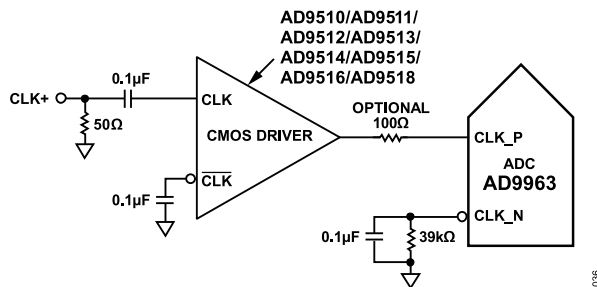 AD9510/AD9511/
AD9512/AD9513/
AD9514/AD9515/
AD9516/AD9518
0.1µF
CLK+
CLK
50Ω
CMOS DRIVER
OPTIONAL
100Ω
CLK_P
ADC
AD9963
0.1µF
CLK
CLK_N
0.1µF
39kΩ
036